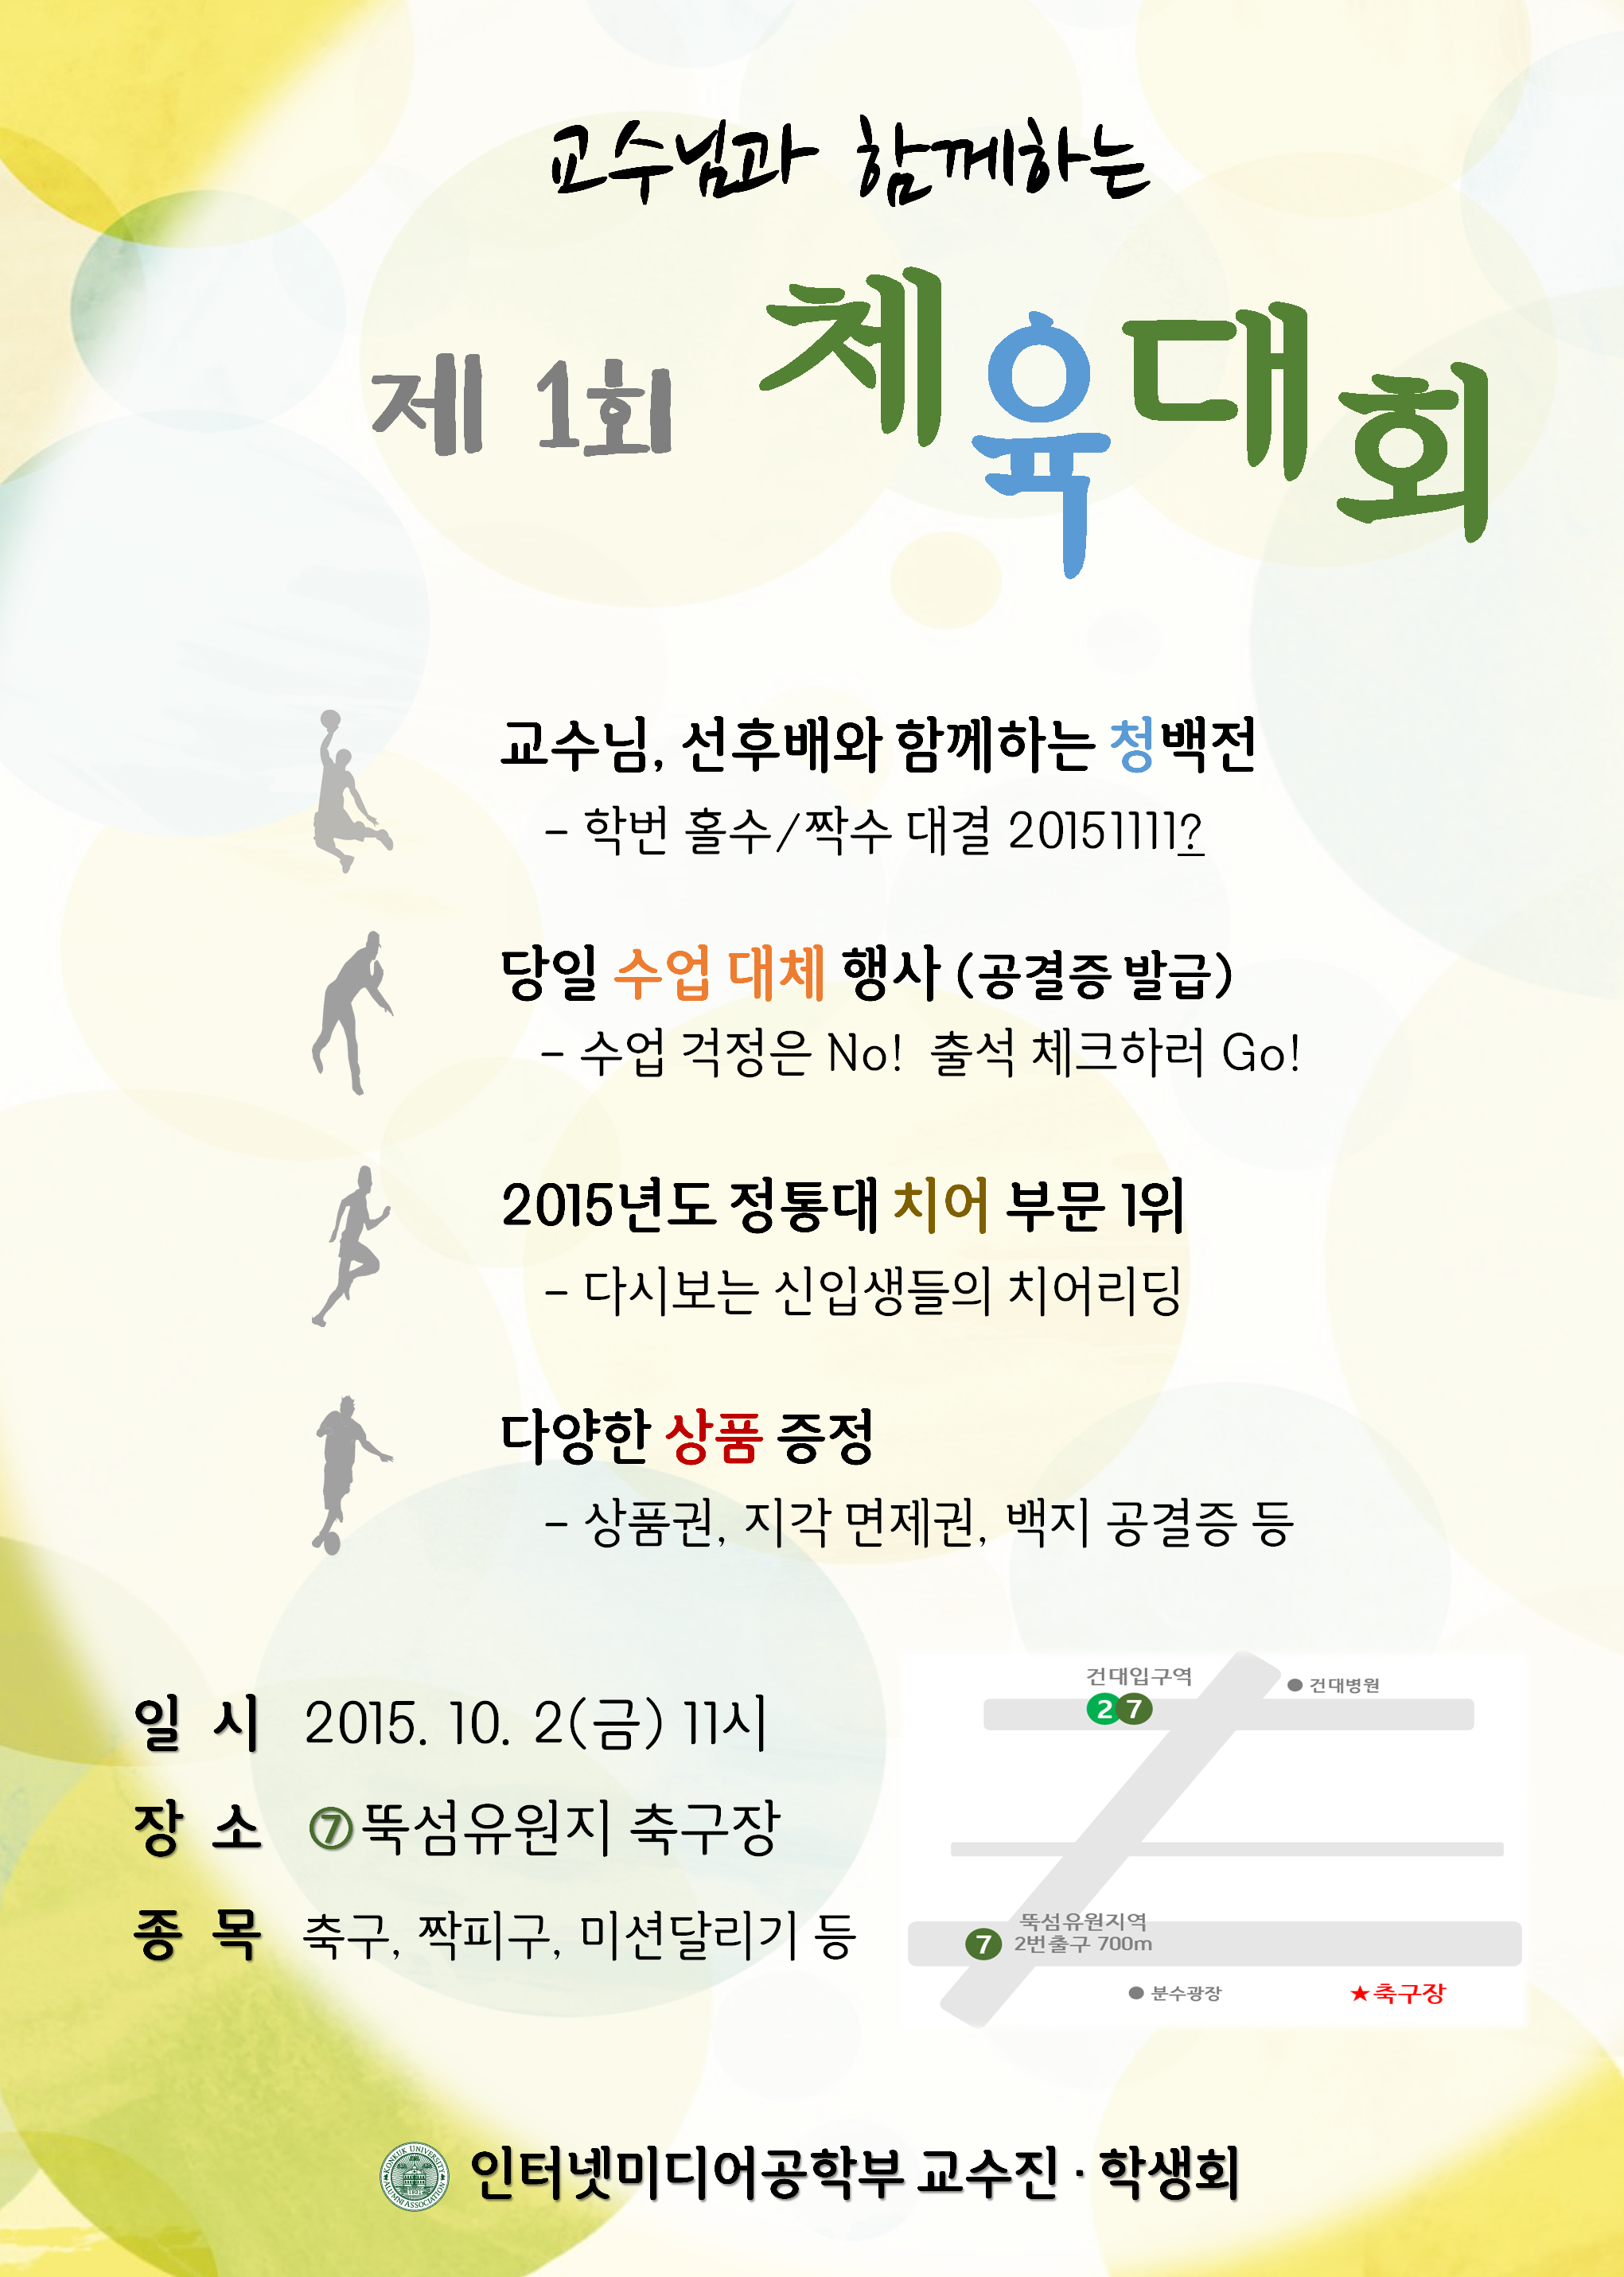 교수님과 함께하는
제 1회 체육대회
교수님, 선후배와 함께하는 청백전
- 학번 홀수/짝수 대결 20151111?
당일 수업 대체 행사 (공결증 발급)
- 수업 걱정은 No! 출석 체크하러 Go!
2015년도 정통대 치어 부문 1위
- 다시보는 신입생들의 치어리딩
다양한 상품 증정
- 상품권, 지각 면제권, 백지 공결증 등
일 시 2015. 10. 2(금) 11시
장 소 ⑦뚝섬유원지 축구장
종 목 축구, 짝피구, 미션달리기 등
건대입구역
2 7
● 건대병원
뚝섬유원지역
7 2번출구 700m
● 분수광장
★축구장
KONKUK UNIVERSITY
ALUMNI ASSOCIATION
인터넷미디어공학부 교수진 · 학생회